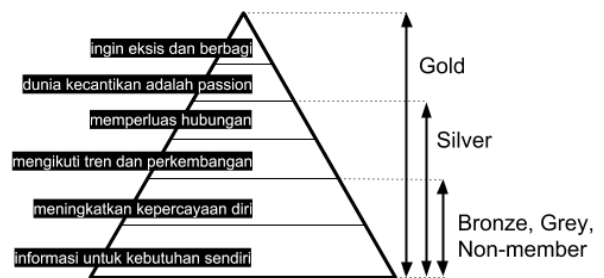 ingin eksis dan berbagi
dunia kecantikan adalah passion
memperluas hubungan
mengikuti tren dan perkembangan
meningkatkan kepercayaan diri
informasi untuk kebutuhan sendiri
Gold
Silver
Bronze, Grey,
Non-member